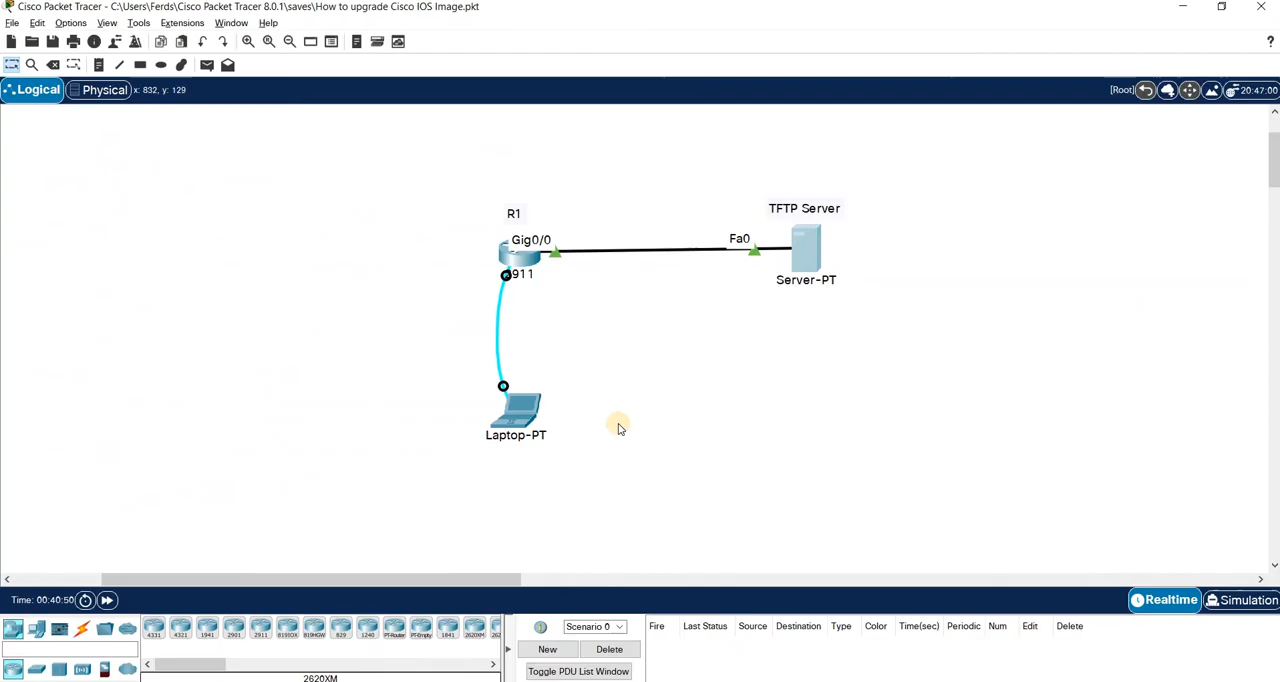 Cisco Packet Tracer - C:\Users\Ferds\Cisco Packet Tracer 8.0.1\saves\How to upgrade Cisco IOS Image.pkt
File Edit Options View Tools Extensions Window Help
?
Logical Physical x: 832, y: 129 [Root] 20:47:00
R1
TFTP Server
Gig0/0
Fa0
911
Server-PT
Laptop-PT
Time: 00:40:50 Realtime Simulation
4331 4321 1941 2901 2911 819IOX 819HGW 829 1240 PT-Router PT-Empty 1841 2620XM 262
Scenario 0
New Delete
Toggle PDU List Window
Fire Last Status Source Destination Type Color Time(sec) Periodic Num Edit Delete
2620XM